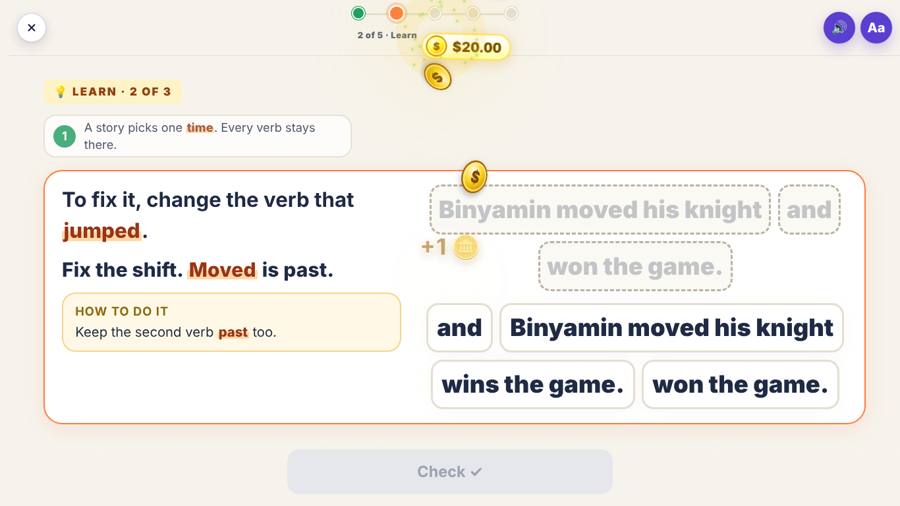 ✕
2 of 5 · Learn
$ $20.00
🔊 Aa
$
💡 LEARN · 2 OF 3
1 A story picks one time. Every verb stays
there.
$
To fix it, change the verb that
jumped.
Fix the shift. Moved is past.
HOW TO DO IT
Keep the second verb past too.
Binyamin moved his knight and
+1
won the game.
and Binyamin moved his knight
wins the game. won the game.
Check ✓